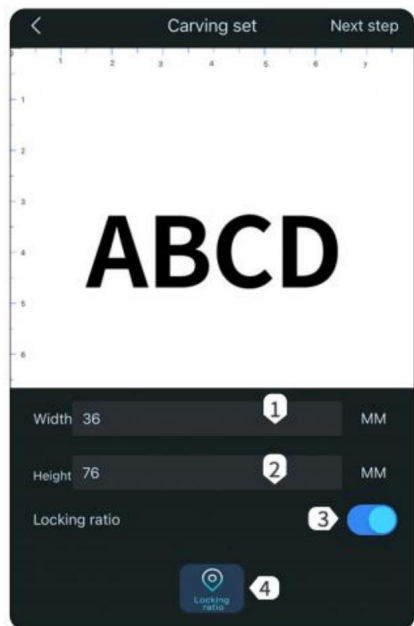 Carving set Next step
1 2 3 4 5 6 7
1
2
3
ABCD
4
5
6
1
Width 36 MM
2
Height 76 MM
Locking ratio 3
Locking
ratio
4